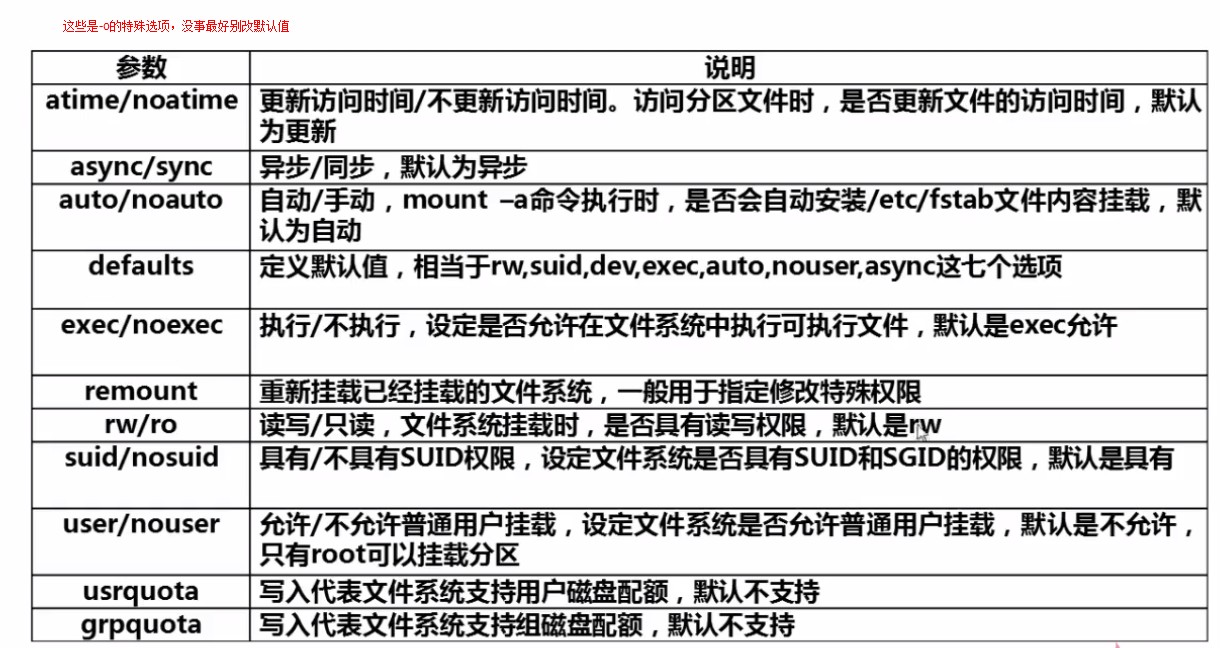 这些是-o的特殊选项，没事最好别改默认值
参数 说明
atime/noatime 更新访问时间/不更新访问时间。访问分区文件时，是否更新文件的访问时间，默认
为更新
async/sync 异步/同步，默认为异步
auto/noauto 自动/手动，mount –a命令执行时，是否会自动安装/etc/fstab文件内容挂载，默
认为自动
defaults 定义默认值，相当于rw,suid,dev,exec,auto,nouser,async这七个选项
exec/noexec 执行/不执行，设定是否允许在文件系统中执行可执行文件，默认是exec允许
remount 重新挂载已经挂载的文件系统，一般用于指定修改特殊权限
rw/ro 读写/只读，文件系统挂载时，是否具有读写权限，默认是rw
suid/nosuid 具有/不具有SUID权限，设定文件系统是否具有SUID和SGID的权限，默认是具有
user/nouser 允许/不允许普通用户挂载，设定文件系统是否允许普通用户挂载，默认是不允许，
只有root可以挂载分区
usrquota 写入代表文件系统支持用户磁盘配额，默认不支持
grpquota 写入代表文件系统支持组磁盘配额，默认不支持